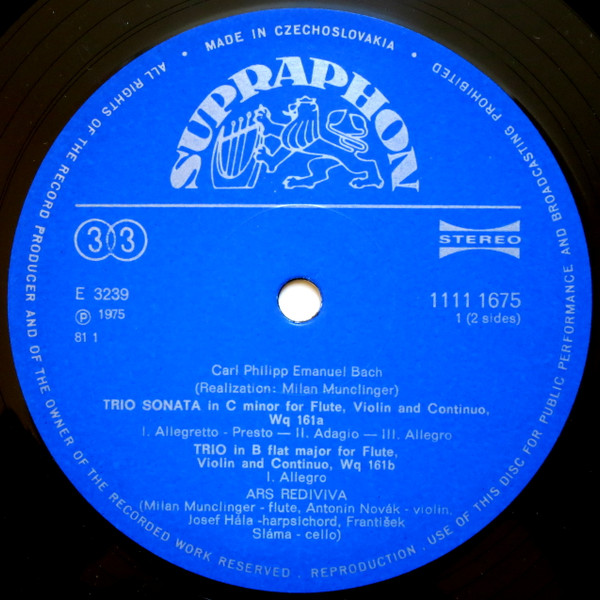 MADE IN CZECHOSLOVAKIA
ALL RIGHTS OF THE RECORD PRODUCER AND OF THE OWNER OF THE RECORDED WORK RESERVED . REPRODUCTION . USE OF THIS DISC FOR PUBLIC PERFORMANCE AND BROADCASTING PROHIBITED
SUPRAPHON
33
STEREO
E 3239
1111 1675
Ⓟ 1975
1 (2 sides)
81 1
Carl Philipp Emanuel Bach
(Realization: Milan Munclinger)
TRIO SONATA in C minor for Flute, Violin and Continuo,
Wq 161a
I. Allegretto - Presto — II. Adagio — III. Allegro
TRIO in B flat major for Flute,
Violin and Continuo, Wq 161b
I. Allegro
ARS REDIVIVA
(Milan Munclinger - flute, Antonin Novák - violin,
Josef Hála -harpsichord, František
Sláma - cello)